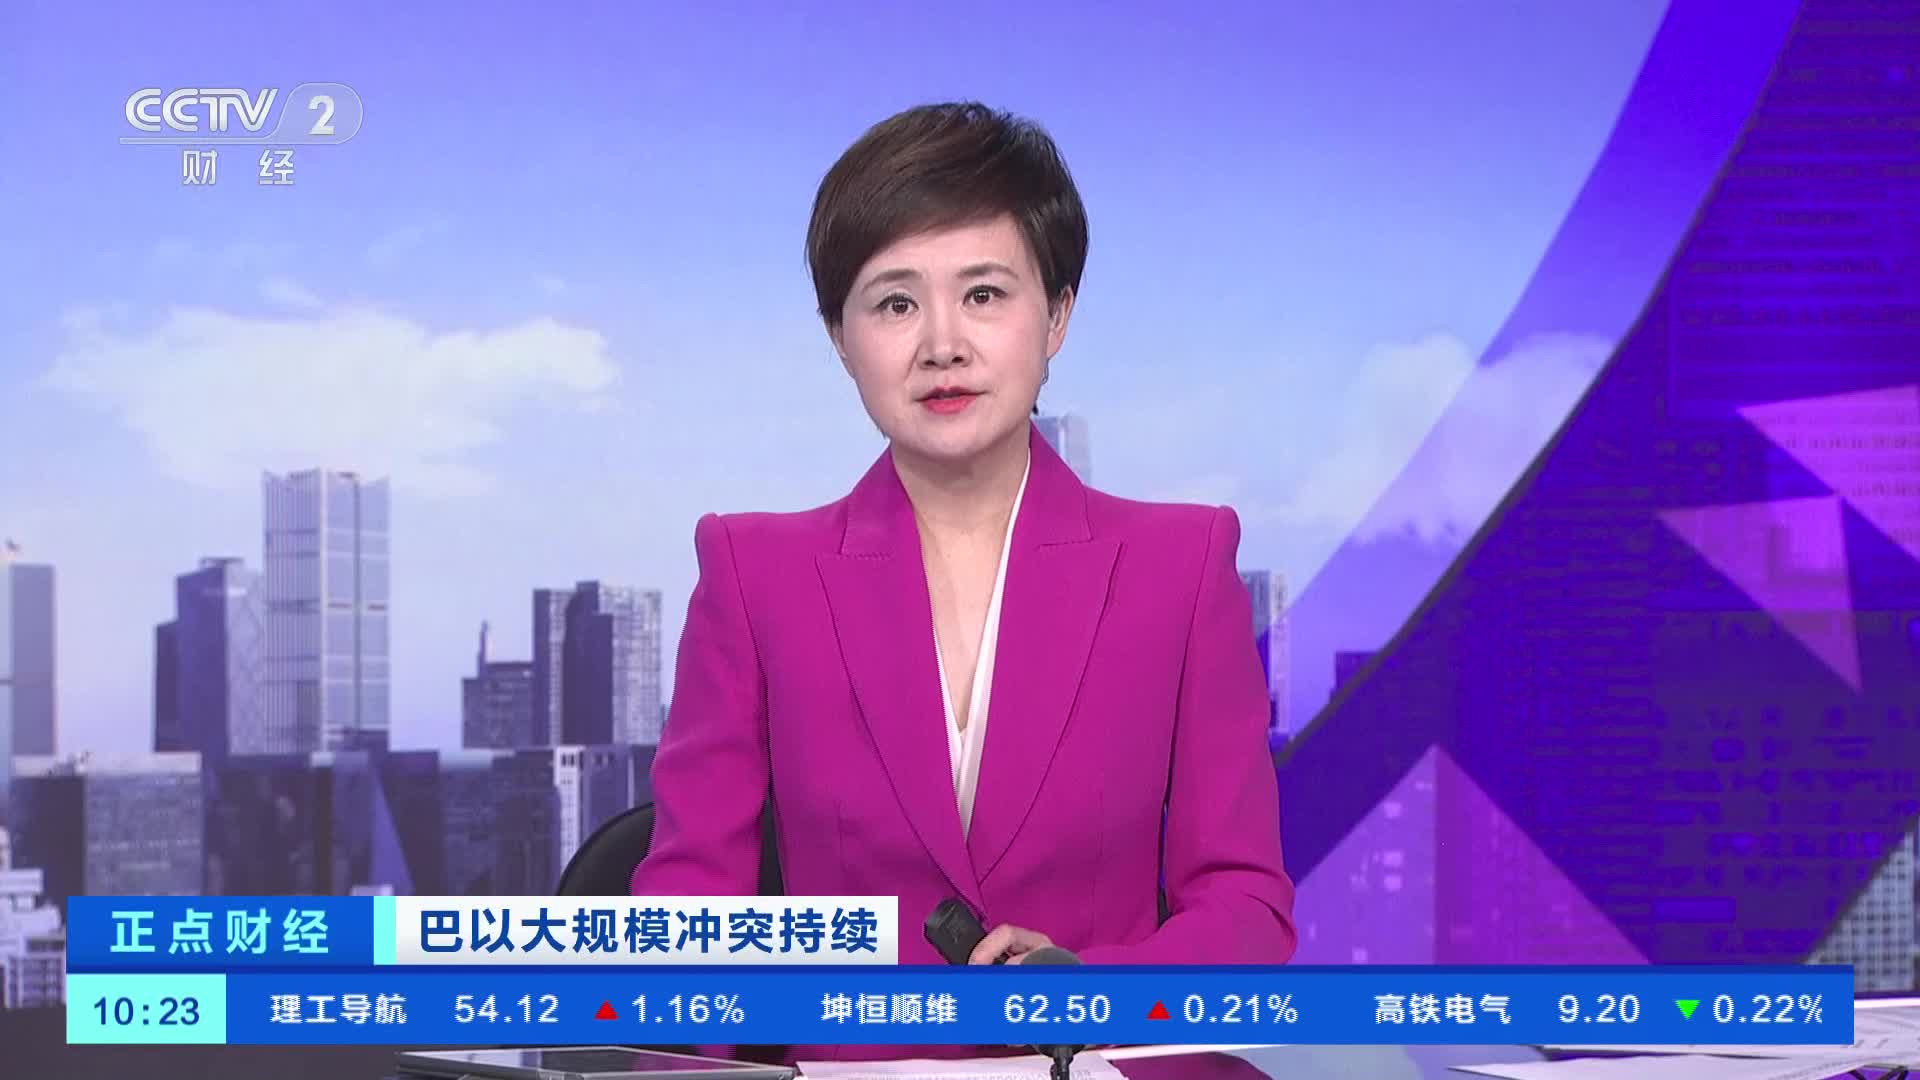 CCTV 2
财 经
正点财经 巴以大规模冲突持续
10:23 理工导航 54.12 ▲ 1.16% 坤恒顺维 62.50 ▲ 0.21% 高铁电气 9.20 ▼ 0.22%